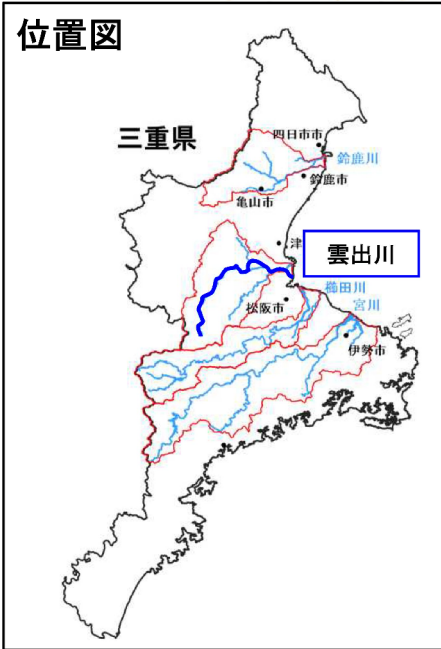 位置図
三重県
四日市市
鈴鹿川
鈴鹿市
亀山市
津
雲出川
櫛田川
宮川
松阪市
伊勢市